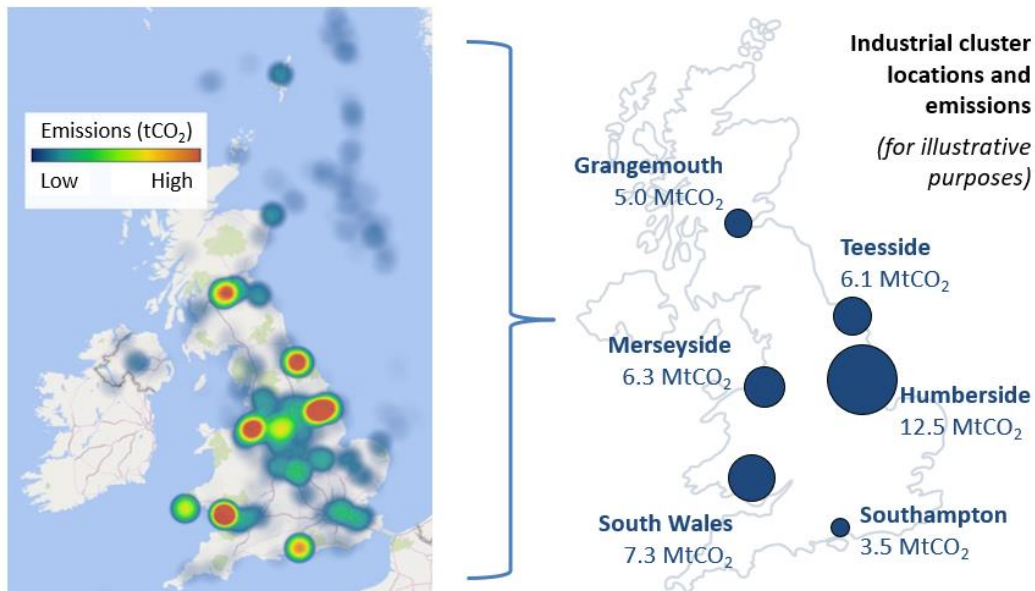 Emissions (tCO₂)
Low High
Industrial cluster
locations and
emissions
(for illustrative
purposes)
Grangemouth
5.0 MtCO₂
Teesside
6.1 MtCO₂
Merseyside
6.3 MtCO₂
Humberside
12.5 MtCO₂
South Wales
7.3 MtCO₂
Southampton
3.5 MtCO₂